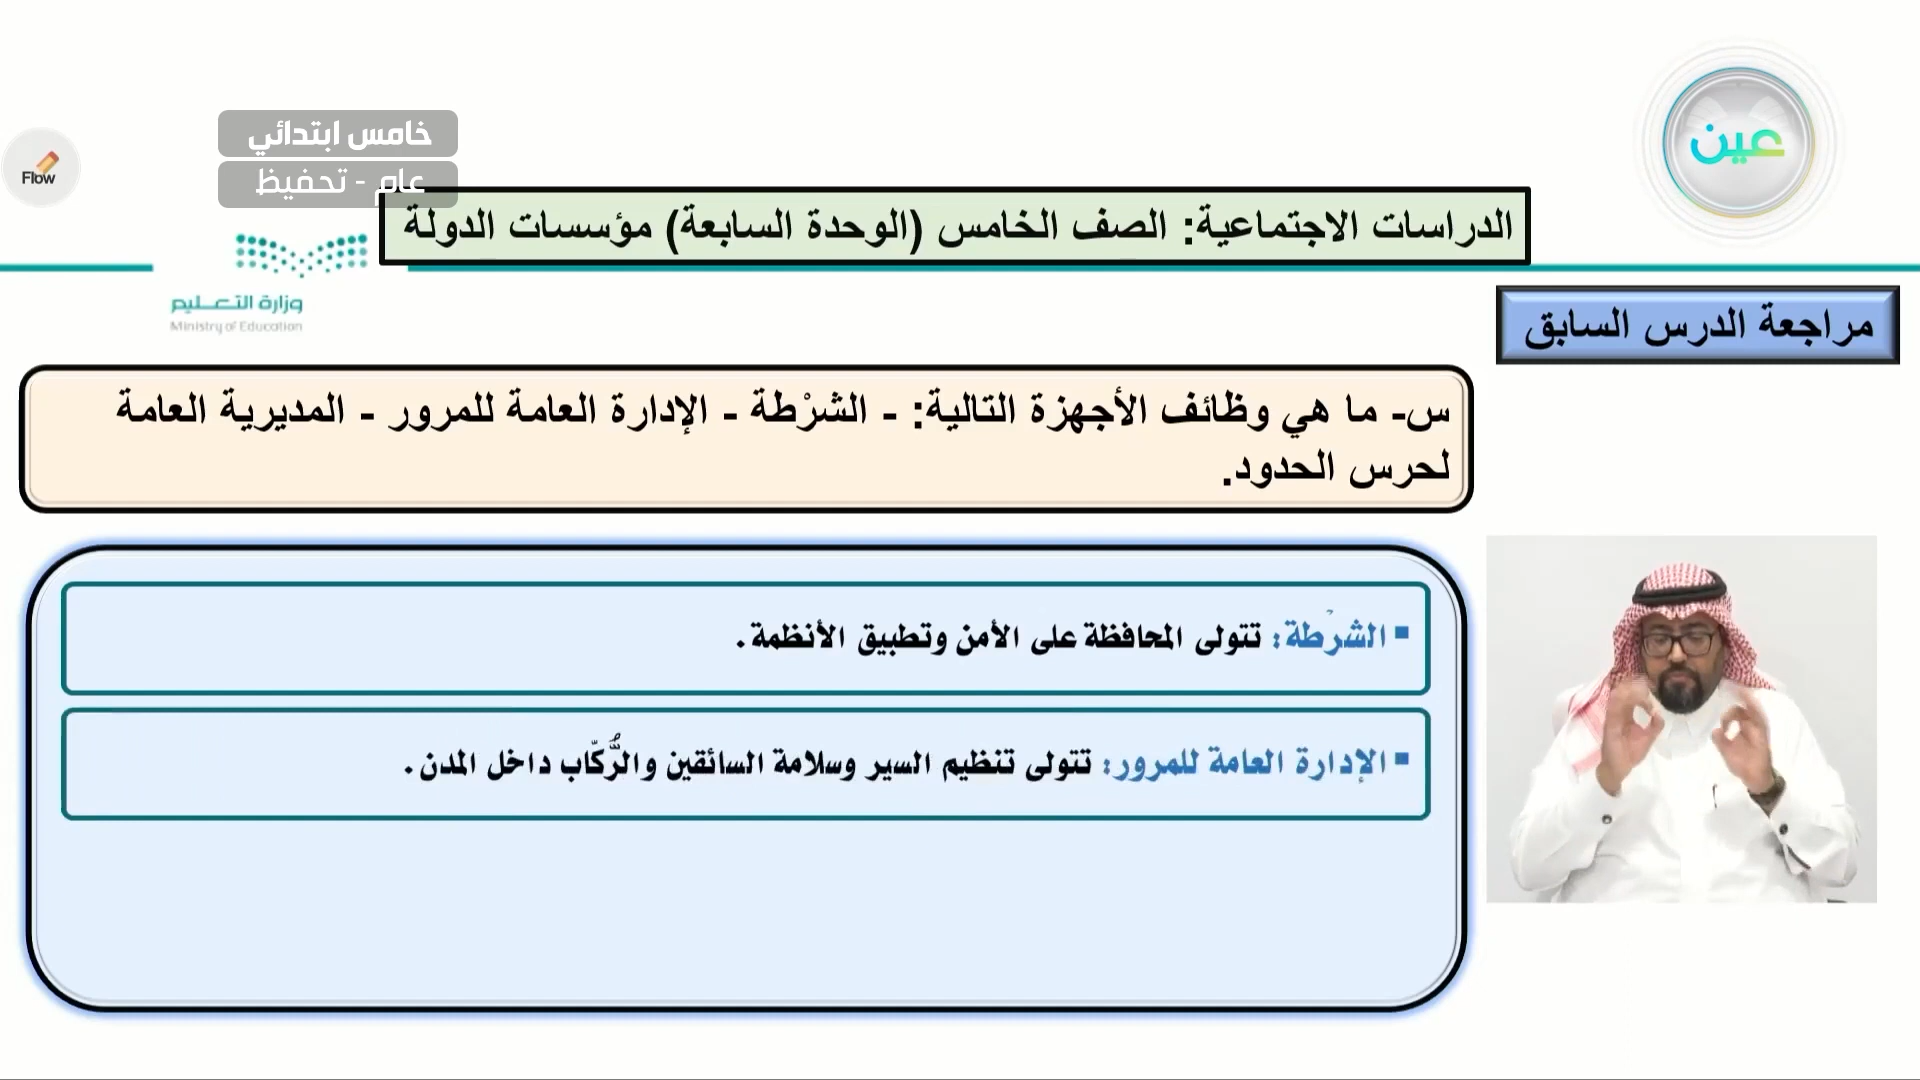 خامس ابتدائي
عام - تحفيظ
عين
Flow
الدراسات الاجتماعية: الصف الخامس (الوحدة السابعة) مؤسسات الدولة
وزارة التعليم
Ministry of Education
مراجعة الدرس السابق
س- ما هي وظائف الأجهزة التالية: - الشرْطة - الإدارة العامة للمرور - المديرية العامة
لحرس الحدود.
▪ الشرْطة: تتولى المحافظة على الأمن وتطبيق الأنظمة.
▪ الإدارة العامة للمرور: تتولى تنظيم السير وسلامة السائقين والرُّكّاب داخل المدن.